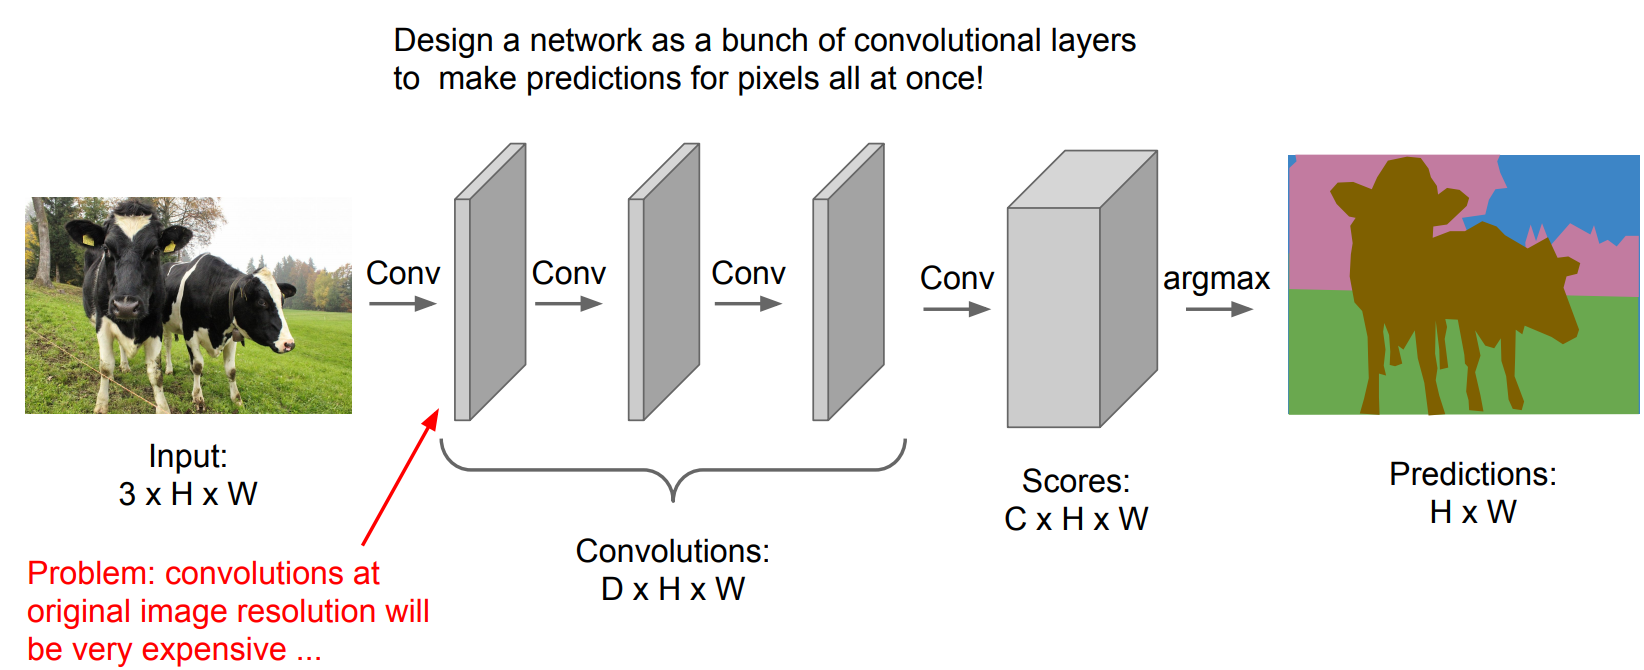 Design a network as a bunch of convolutional layers
to  make predictions for pixels all at once!
Conv
Conv
Conv
Conv
argmax
Input:
3 x H x W
Convolutions:
D x H x W
Scores:
C x H x W
Predictions:
H x W
Problem: convolutions at
original image resolution will
be very expensive ...